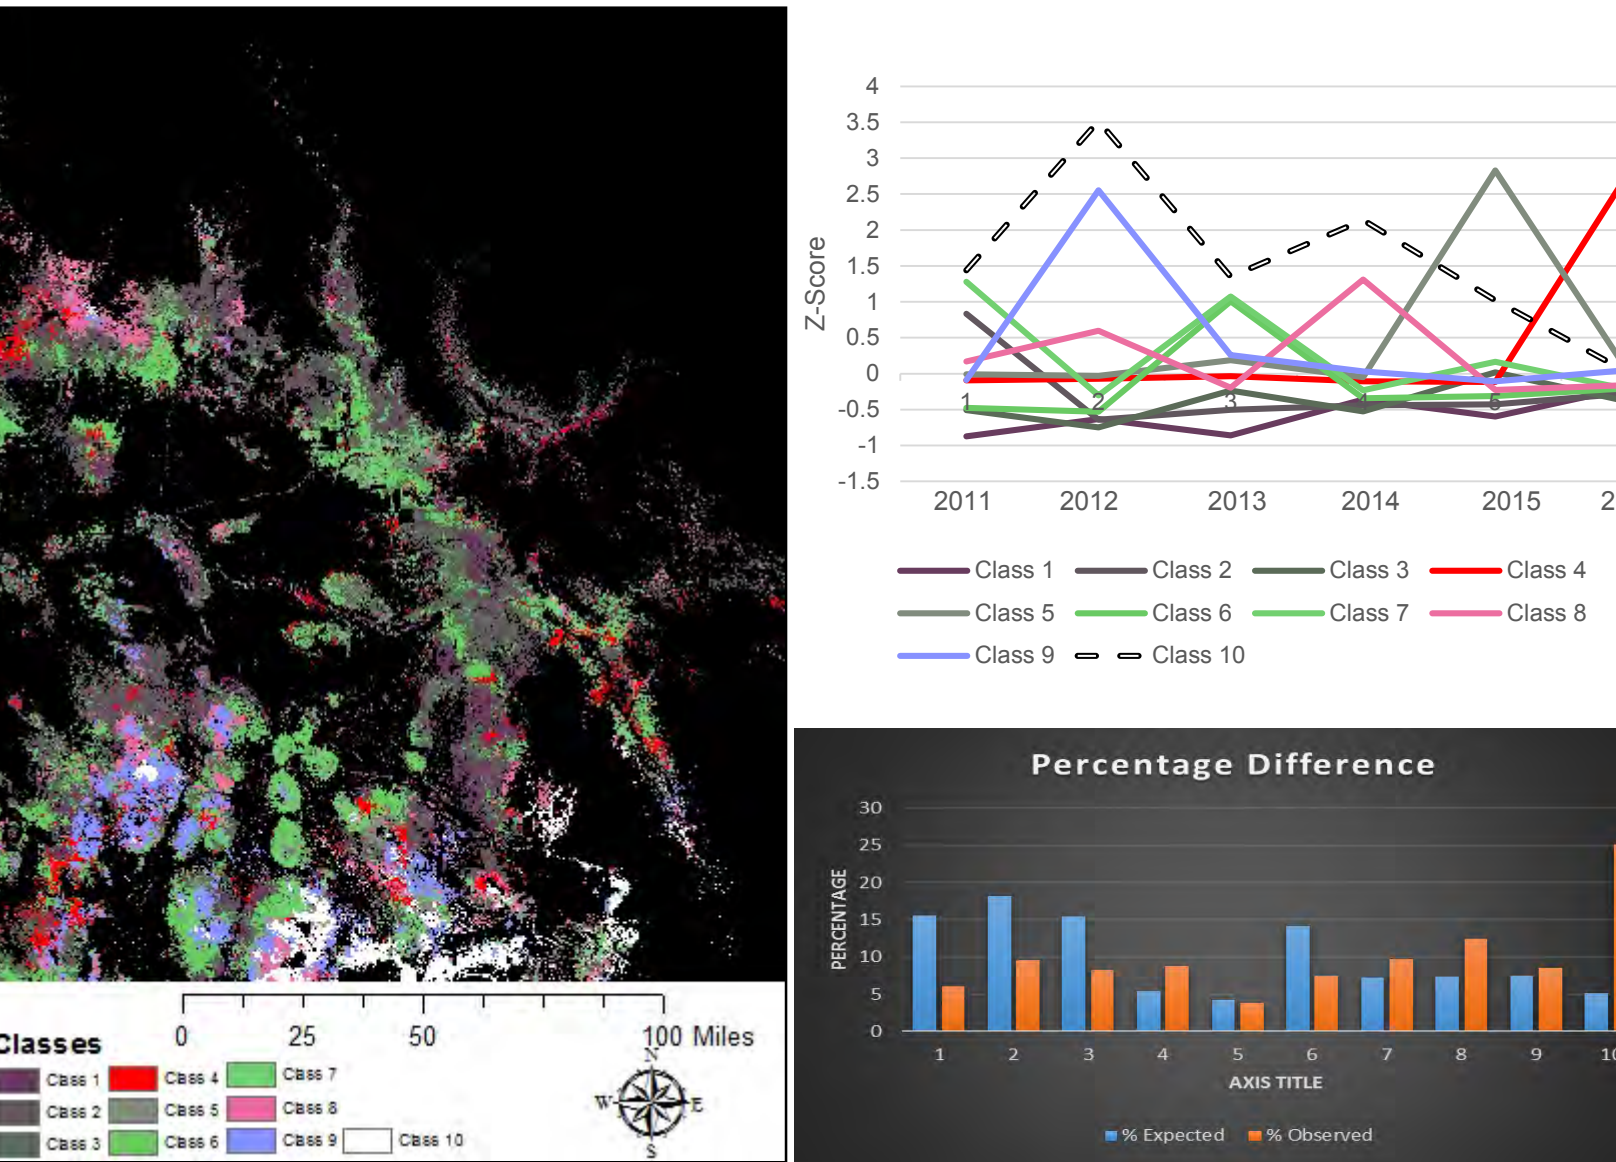 4
3.5
3
2.5
2
1.5
1
0.5
0
-0.5
-1
-1.5
Z-Score
1 2 3 4 5
2011 2012 2013 2014 2015
Class 1 Class 2 Class 3 Class 4
Class 5 Class 6 Class 7 Class 8
Class 9 Class 10
Percentage Difference
30
25
20
15
10
5
0
PERCENTAGE
1 2 3 4 5 6 7 8 9 10
AXIS TITLE
% Expected % Observed
0 25 50 100 Miles
Classes
Class 1 Class 4 Class 7
Class 2 Class 5 Class 8
Class 3 Class 6 Class 9 Class 10
N
W E
S